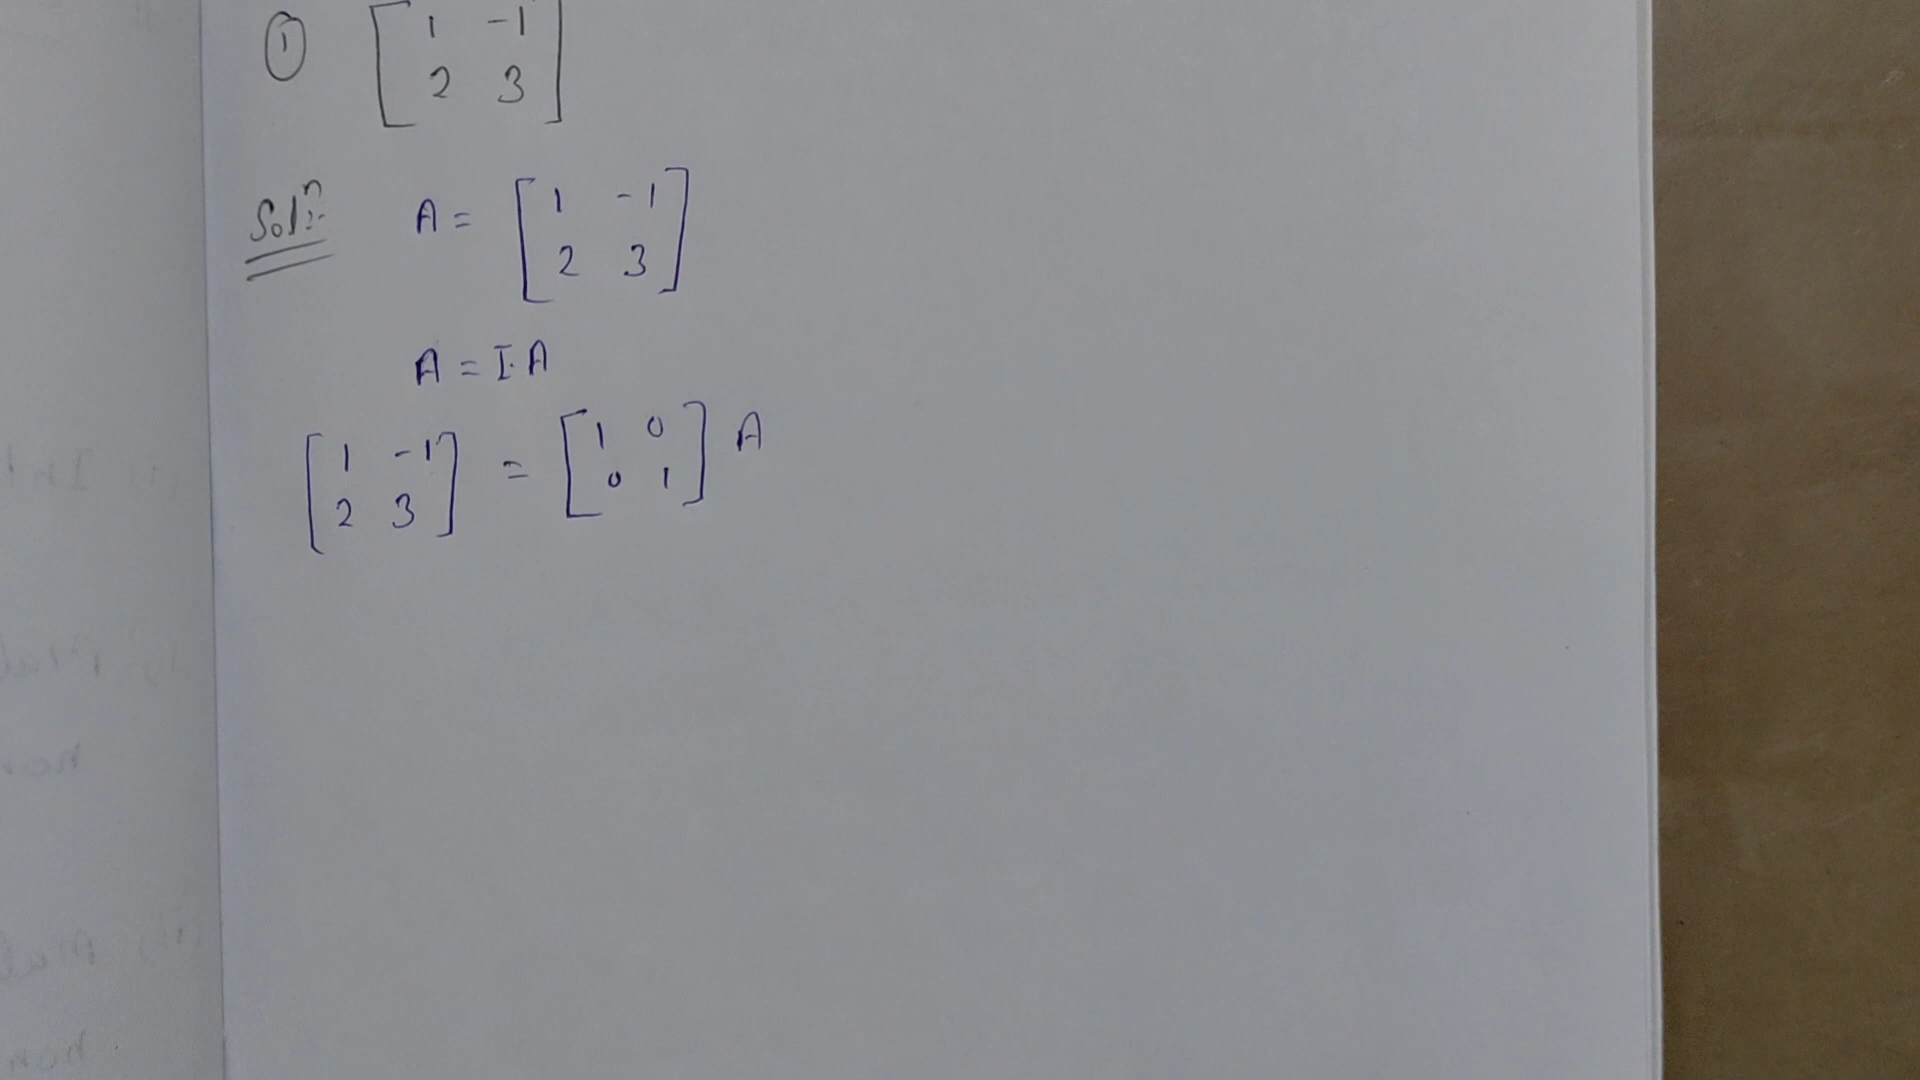 ① [ 1 -1
2 3 ]
Solⁿ:- A = [ 1 -1
2 3 ]
A = I.A
[ 1 -1
2 3 ] = [ 1 0
0 1 ] A